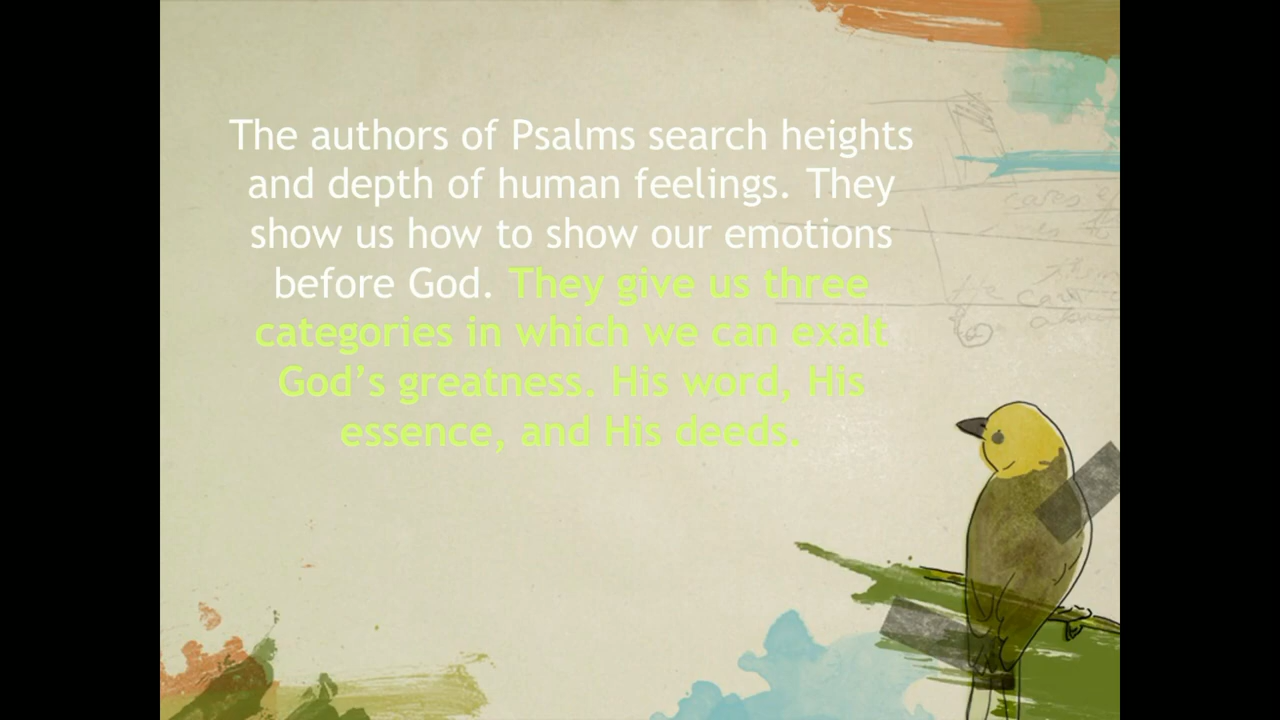 The authors of Psalms search heights
and depth of human feelings. They
show us how to show our emotions
before God. They give us three
categories in which we can exalt
God’s greatness. His word, His
essence, and His deeds.